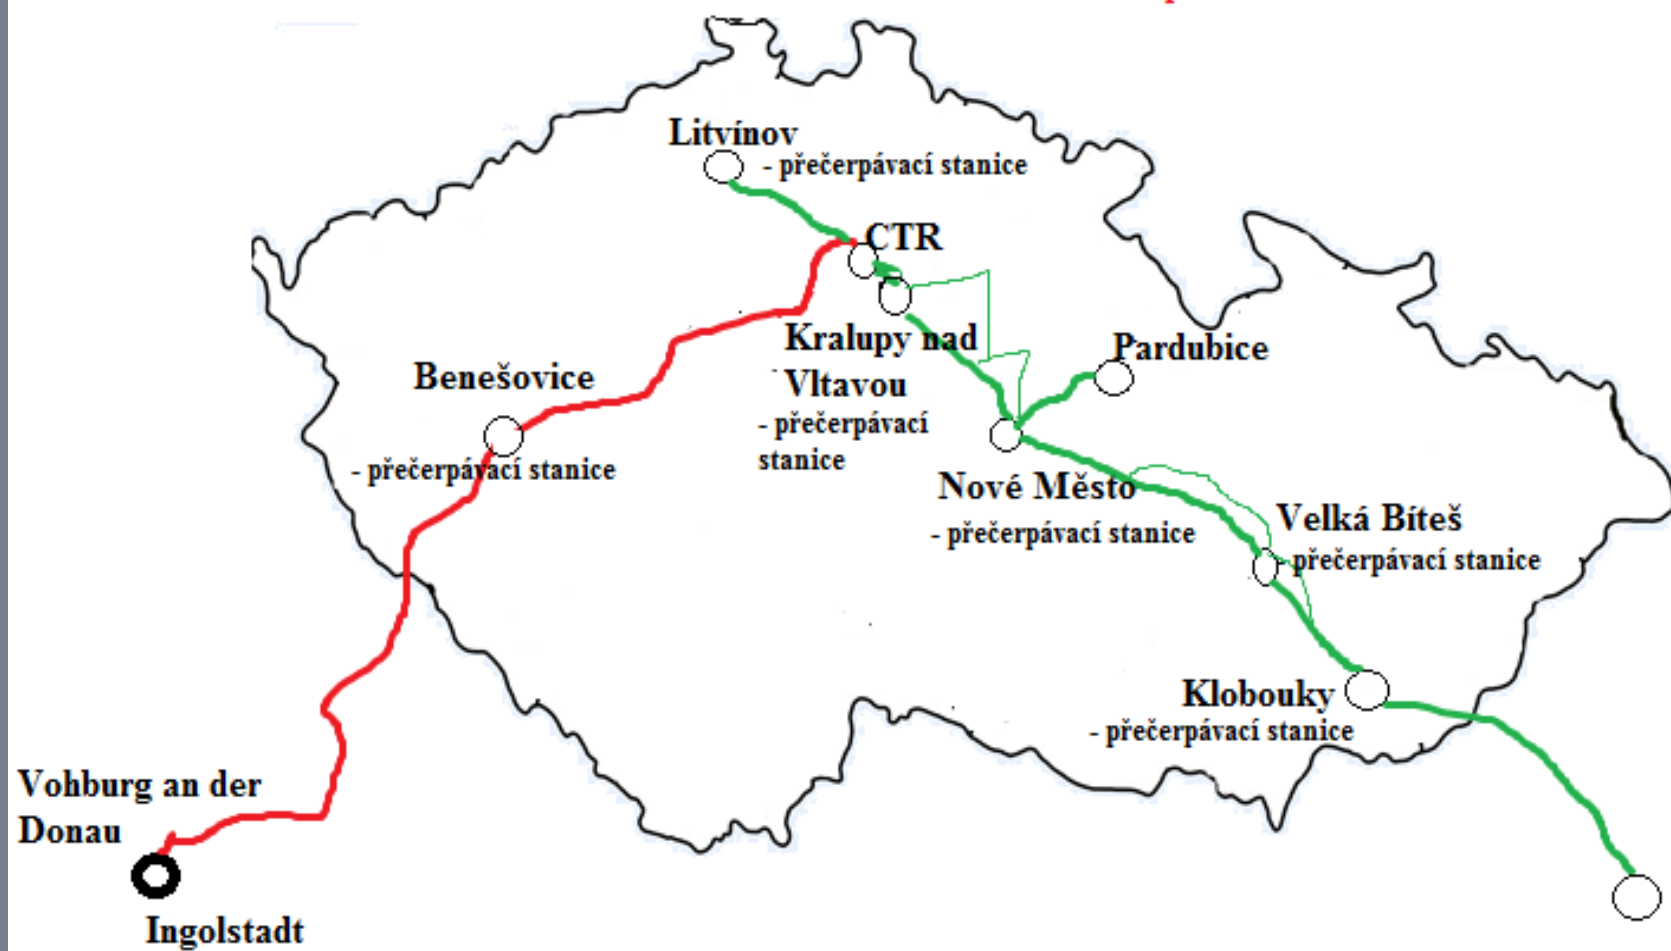 Litvínov
- přečerpávací stanice
CTR
Kralupy nad
Vltavou
- přečerpávací
stanice
Pardubice
Benešovice
- přečerpávací stanice
Nové Město
- přečerpávací stanice
Velká Bíteš
- přečerpávací stanice
Klobouky
- přečerpávací stanice
Vohburg an der
Donau
Ingolstadt